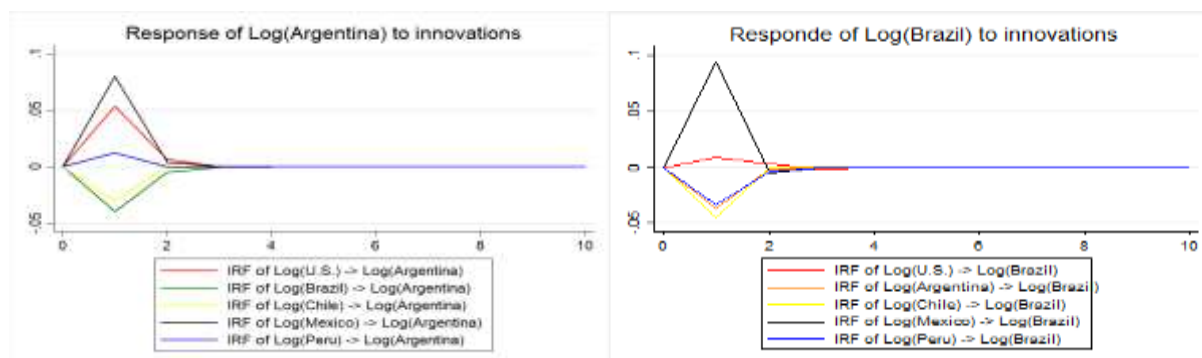 Response of Log(Argentina) to innovations
.1
.05
0
-.05
0 2 4 6 8 10
IRF of Log(U.S.) -> Log(Argentina)
IRF of Log(Brazil) -> Log(Argentina)
IRF of Log(Chile) -> Log(Argentina)
IRF of Log(Mexico) -> Log(Argentina)
IRF of Log(Peru) -> Log(Argentina)
Responde of Log(Brazil) to innovations
.1
.05
0
-.05
0 2 4 6 8 10
IRF of Log(U.S.) -> Log(Brazil)
IRF of Log(Argentina) -> Log(Brazil)
IRF of Log(Chile) -> Log(Brazil)
IRF of Log(Mexico) -> Log(Brazil)
IRF of Log(Peru) -> Log(Brazil)